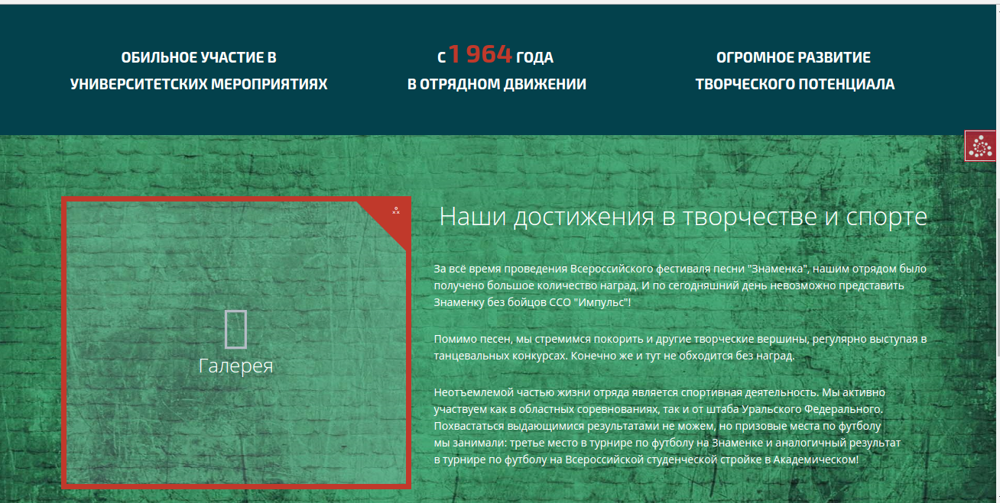 ОБИЛЬНОЕ УЧАСТИЕ В
УНИВЕРСИТЕТСКИХ МЕРОПРИЯТИЯХ
С 1 964 ГОДА
В ОТРЯДНОМ ДВИЖЕНИИ
ОГРОМНОЕ РАЗВИТИЕ
ТВОРЧЕСКОГО ПОТЕНЦИАЛА
Галерея
Наши достижения в творчестве и спорте
За всё время проведения Всероссийского фестиваля песни "Знаменка", нашим отрядом было
получено большое количество наград. И по сегодняшний день невозможно представить
Знаменку без бойцов ССО "Импульс"!
Помимо песен, мы стремимся покорить и другие творческие вершины, регулярно выступая в
танцевальных конкурсах. Конечно же и тут не обходится без наград.
Неотъемлемой частью жизни отряда является спортивная деятельность. Мы активно
участвуем как в областных соревнованиях, так и от штаба Уральского Федерального.
Похвастаться выдающимися результатами не можем, но призовые места по футболу
мы занимали: третье место в турнире по футболу на Знаменке и аналогичный результат
в турнире по футболу на Всероссийской студенческой стройке в Академическом!